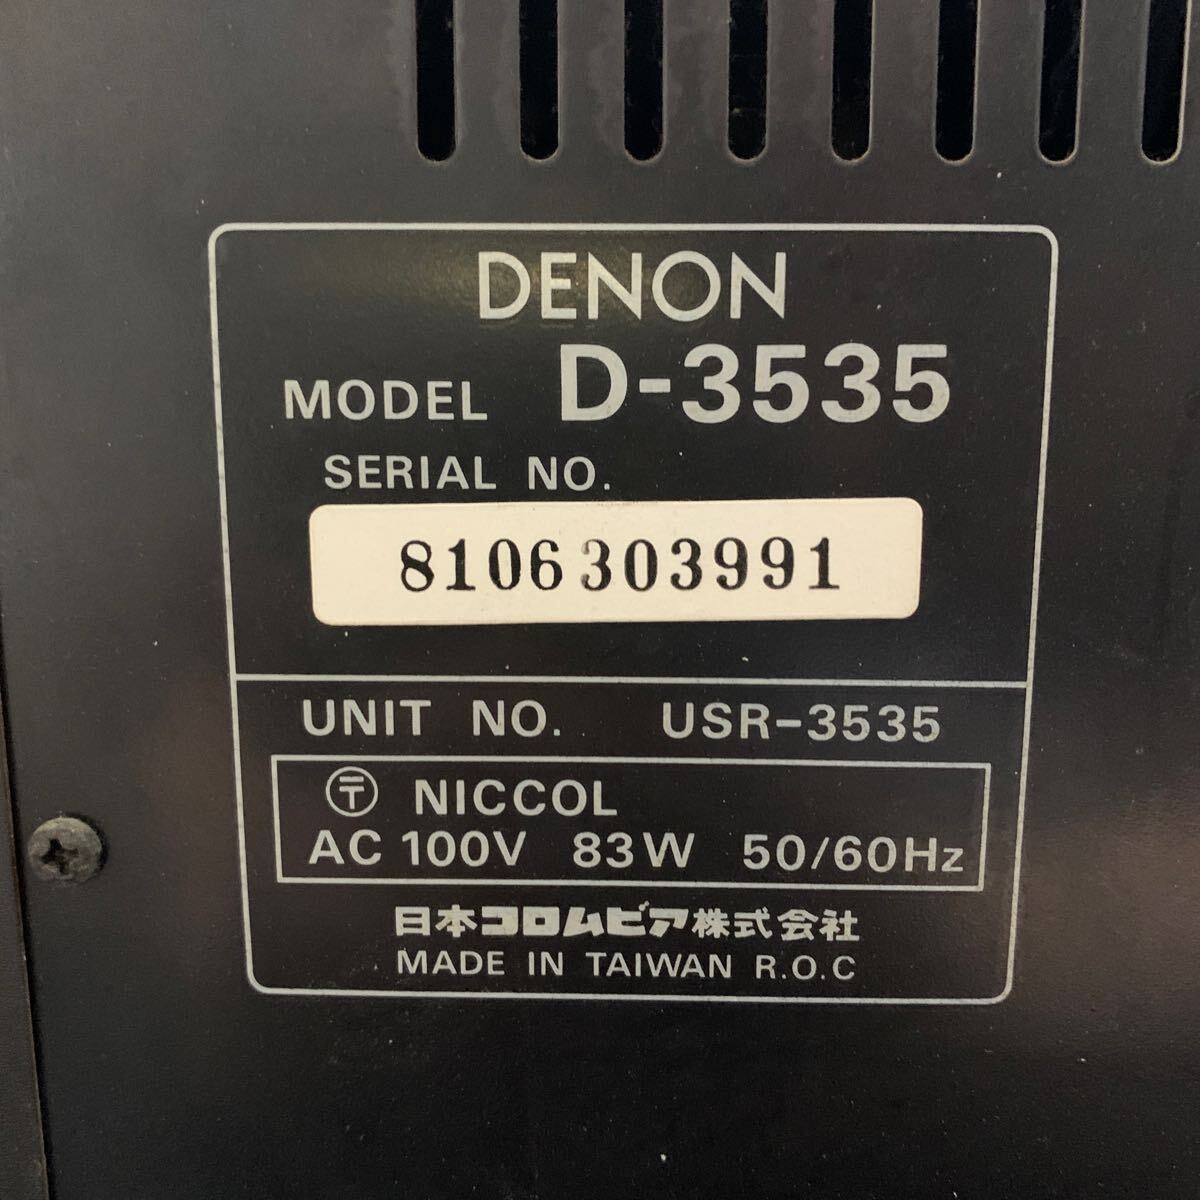 DENON
MODEL D-3535
SERIAL NO.
8106303991
UNIT NO. USR-3535
〶 NICCOL
AC 100V 83W 50/60Hz
日本コロムビア株式会社
MADE IN TAIWAN R.O.C